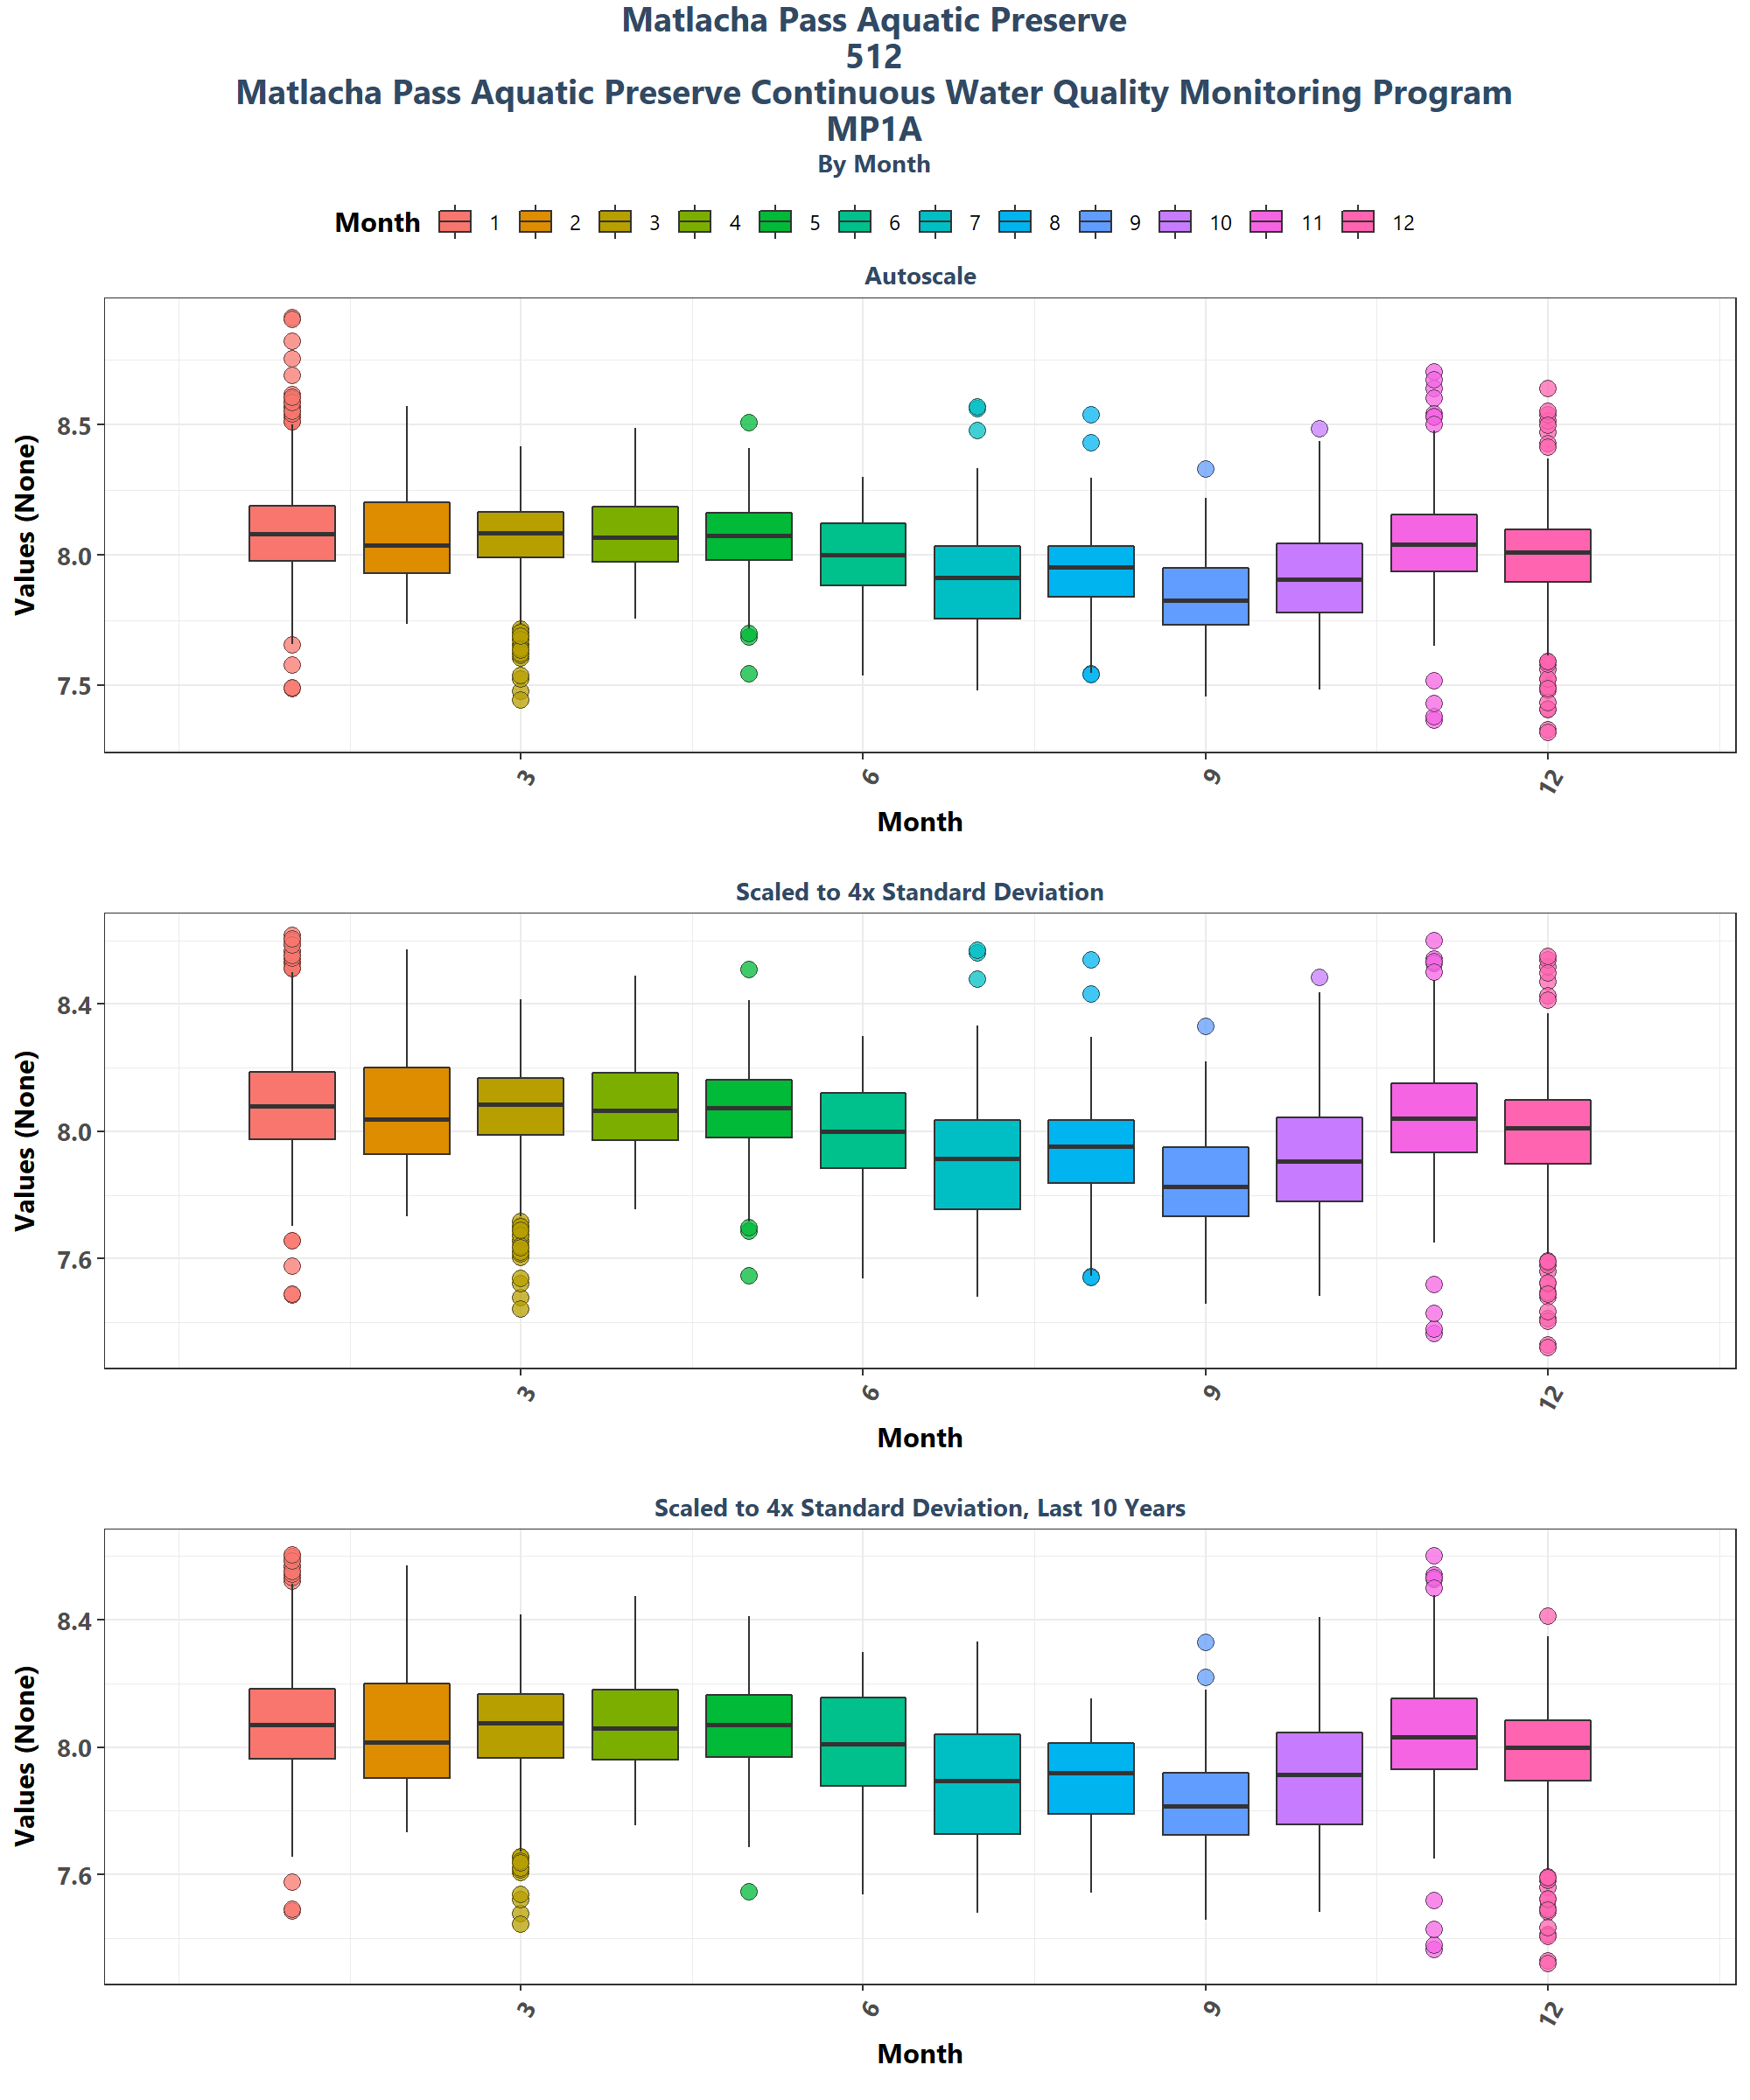 Matlacha Pass Aquatic Preserve
512
Matlacha Pass Aquatic Preserve Continuous Water Quality Monitoring Program
MP1A
By Month
Month 1 2 3 4 5 6 7 8 9 10 11 12
Autoscale
Values (None)
8.5
8.0
7.5
3 6 9 12
Month
Scaled to 4x Standard Deviation
Values (None)
8.4
8.0
7.6
3 6 9 12
Month
Scaled to 4x Standard Deviation, Last 10 Years
Values (None)
8.4
8.0
7.6
3 6 9 12
Month